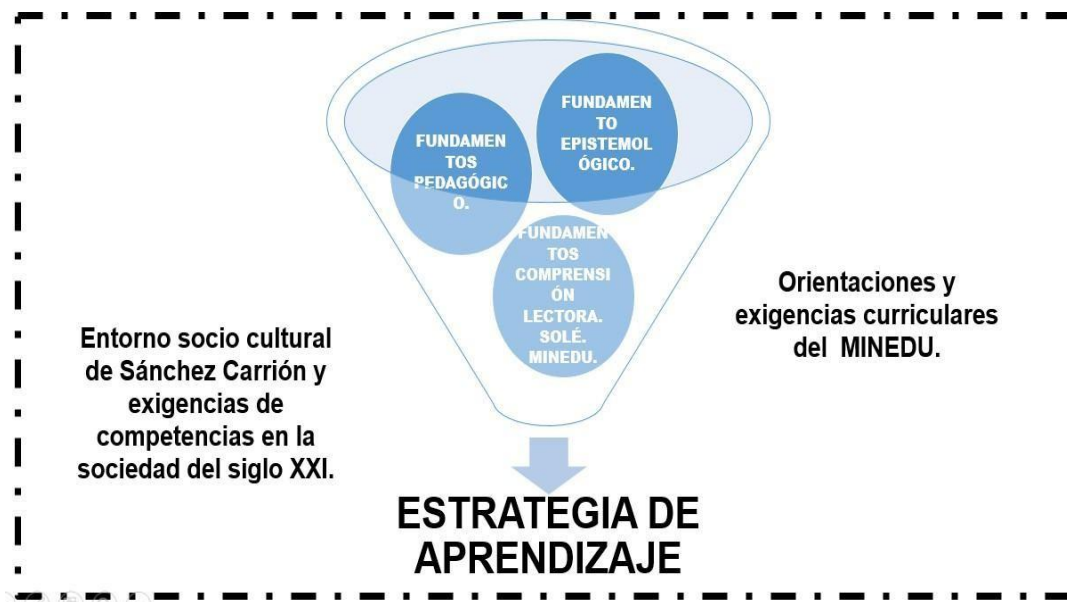 FUNDAMEN
TO
EPISTEMOL
ÓGICO.
FUNDAMEN
TOS
PEDAGÓGIC
O.
FUNDAMEN
TOS
COMPRENSI
ÓN
LECTORA.
SOLÉ.
MINEDU.
Entorno socio cultural
de Sánchez Carrión y
exigencias de
competencias en la
sociedad del siglo XXI.
Orientaciones y
exigencias curriculares
del MINEDU.
ESTRATEGIA DE
APRENDIZAJE